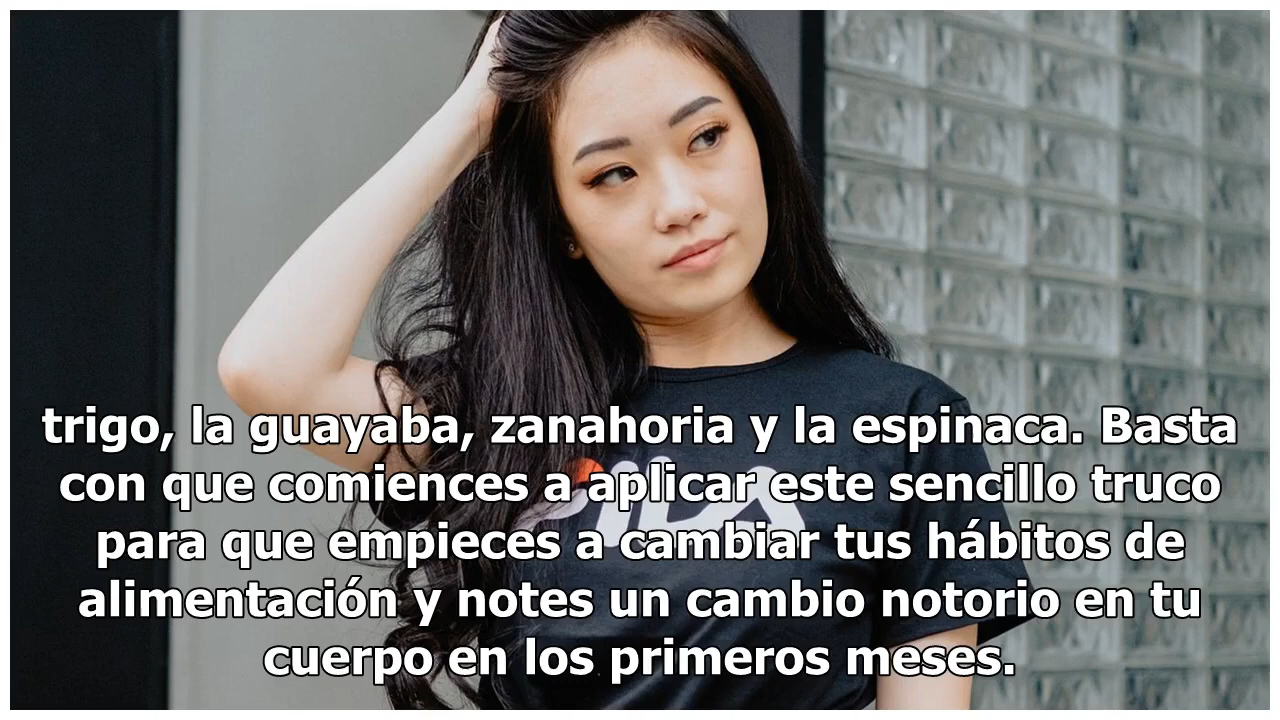 trigo, la guayaba, zanahoria y la espinaca. Basta
con que comiences a aplicar este sencillo truco
para que empieces a cambiar tus hábitos de
alimentación y notes un cambio notorio en tu
cuerpo en los primeros meses.
FILA